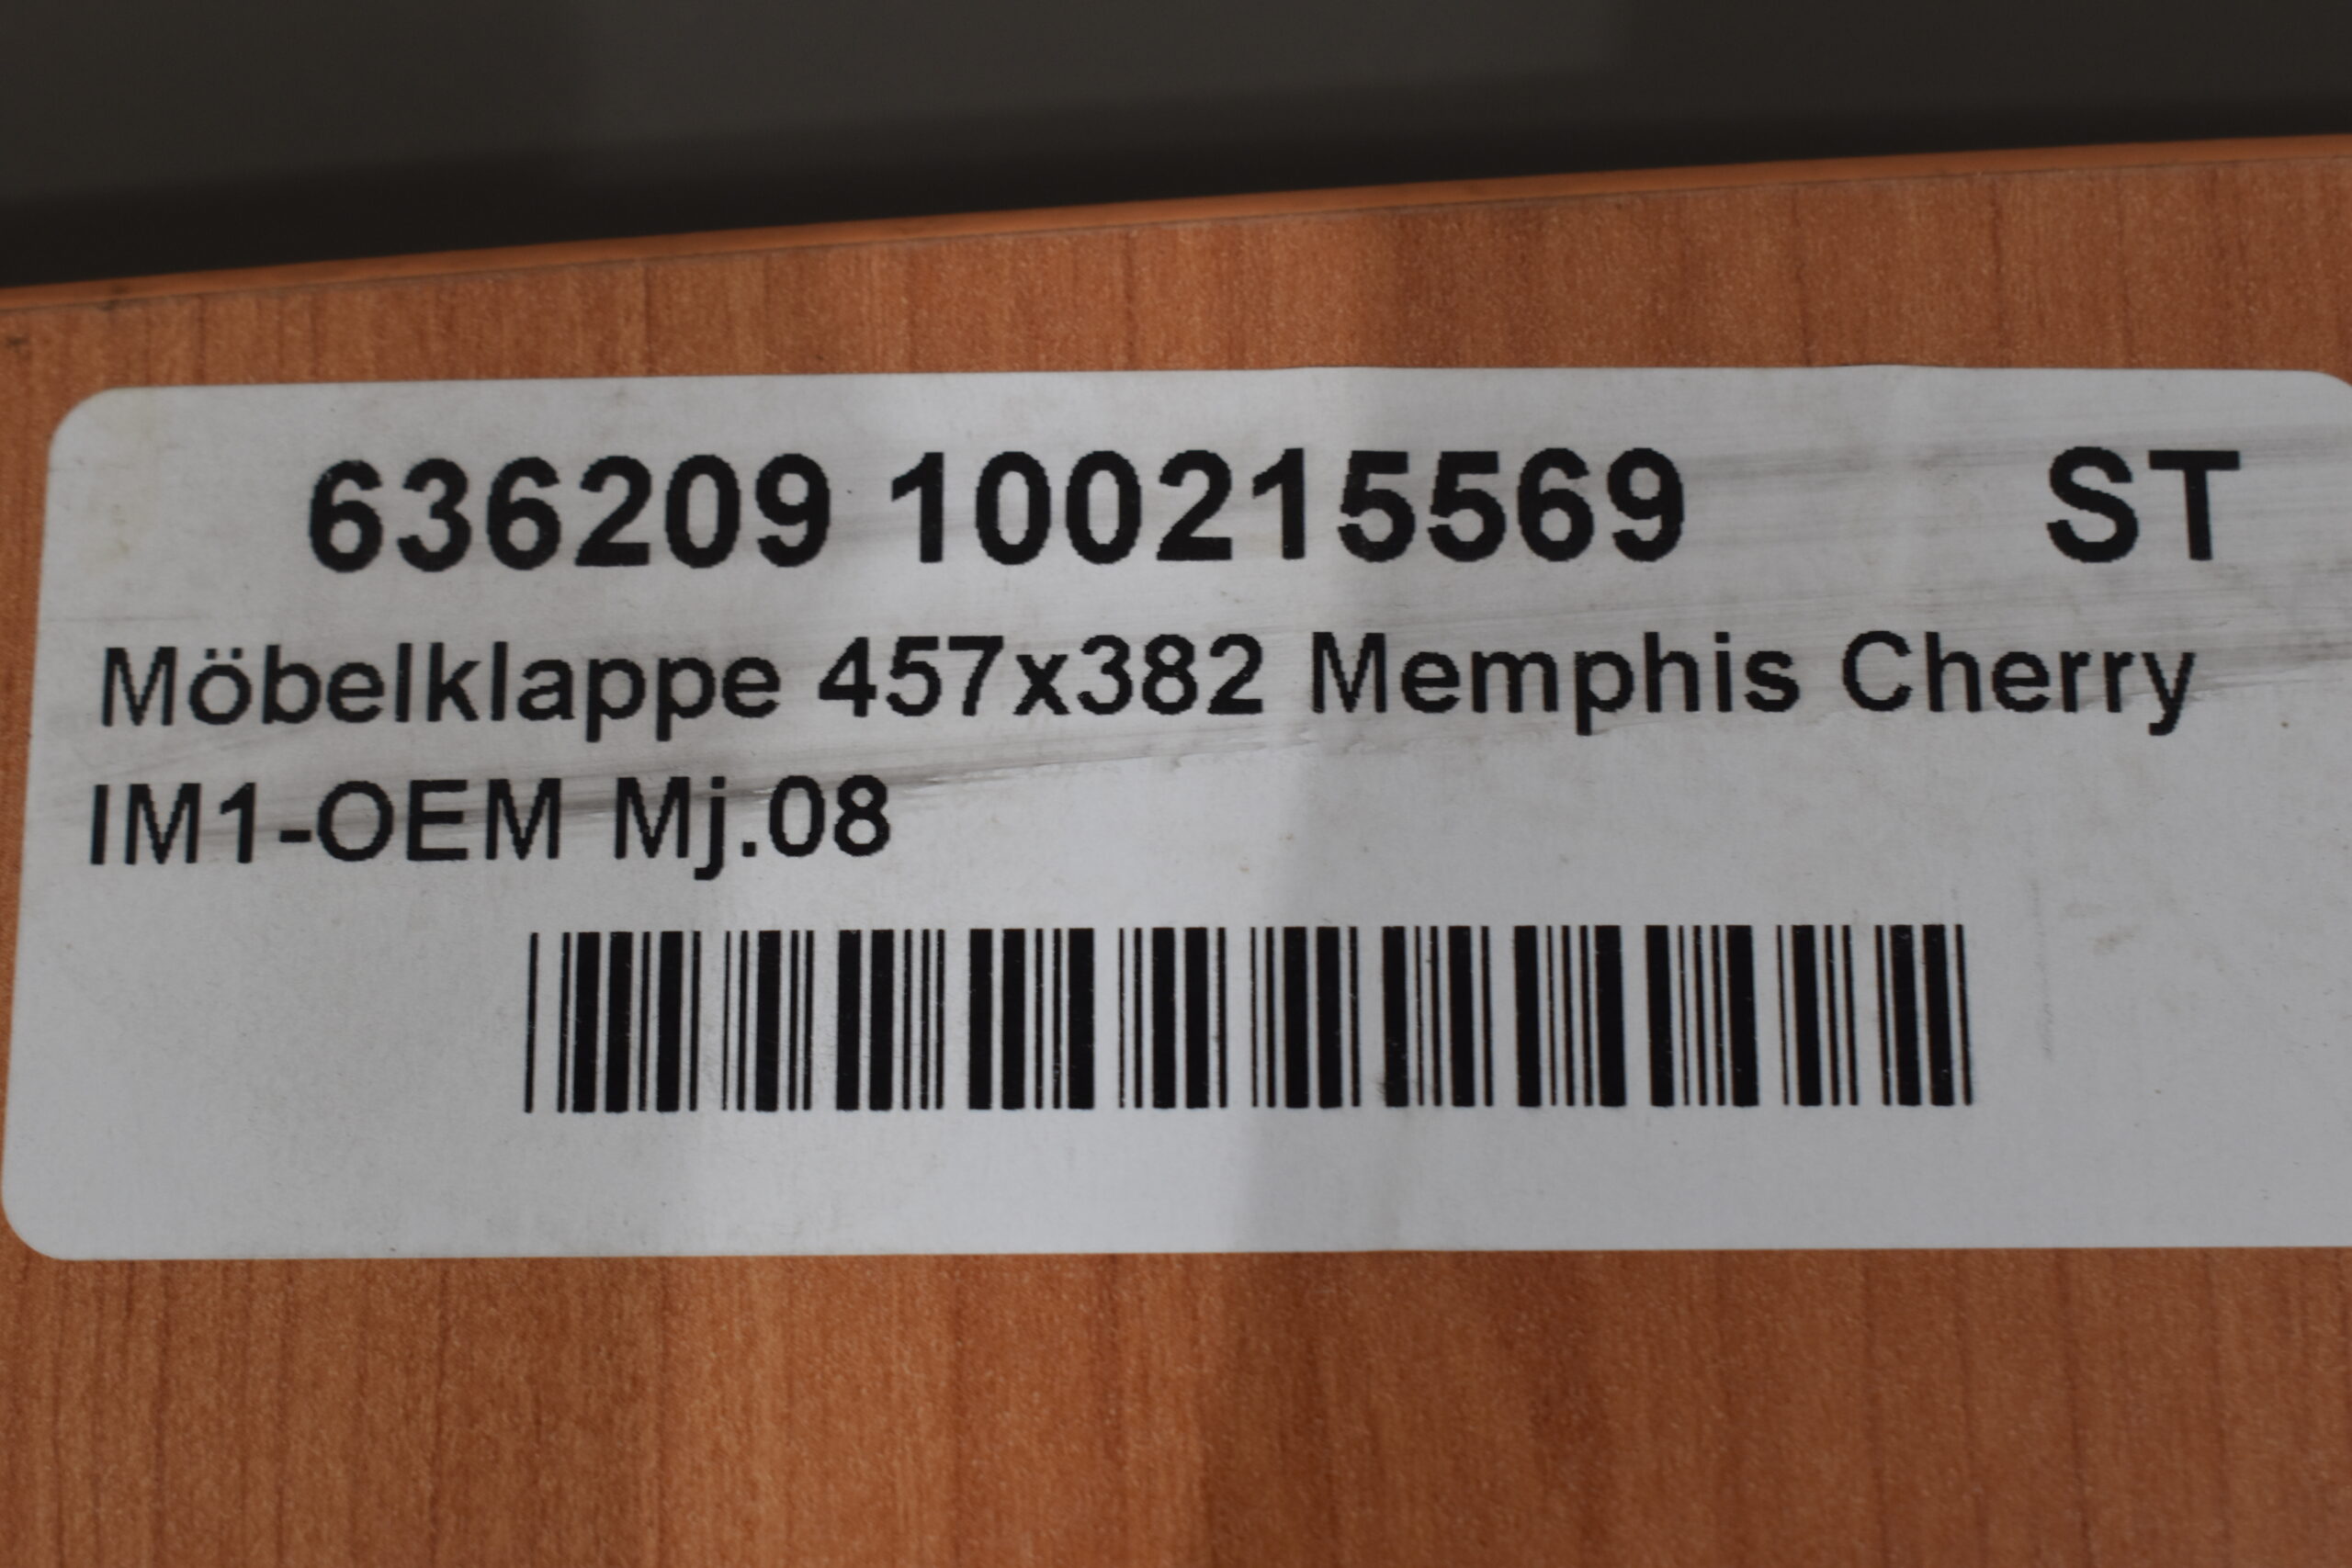 636209 100215569 ST
Möbelklappe 457x382 Memphis Cherry
IM1-OEM Mj.08